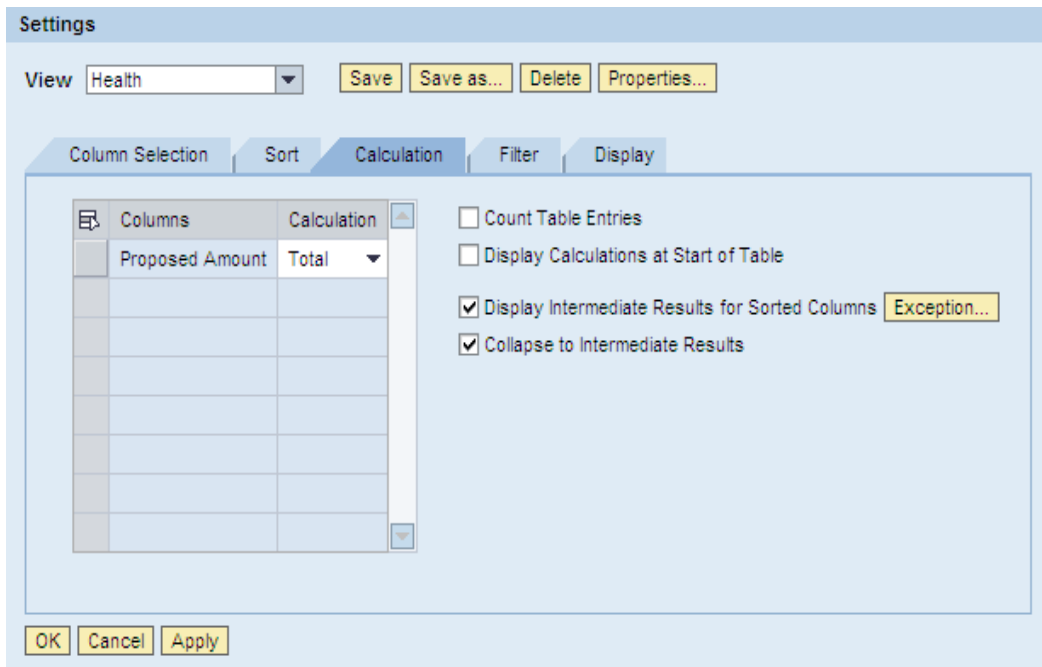 Settings
View Health Save Save as... Delete Properties...
Column Selection Sort Calculation Filter Display
Columns Calculation
Proposed Amount Total
Count Table Entries
Display Calculations at Start of Table
Display Intermediate Results for Sorted Columns Exception...
Collapse to Intermediate Results
OK Cancel Apply